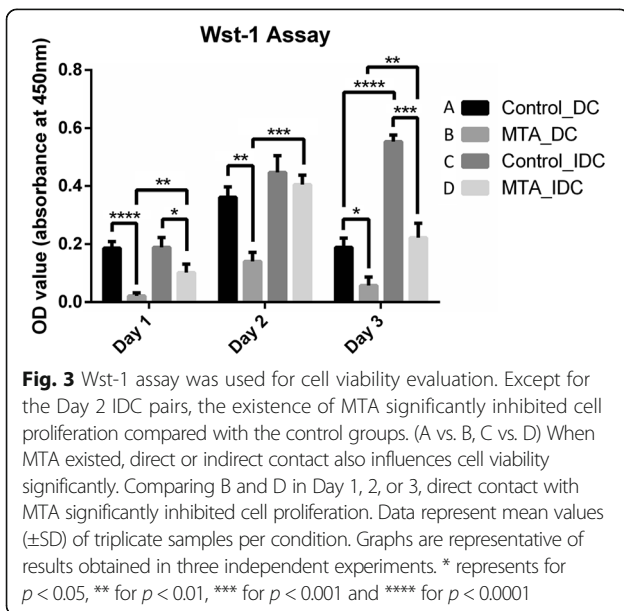 Wst-1 Assay
OD value (absorbance at 450nm)
0.8
0.6
0.4
0.2
0.0
****
**
*
**
***
*
****
**
***
Day 1
Day 2
Day 3
A Control_DC
B MTA_DC
C Control_IDC
D MTA_IDC
Fig. 3 Wst-1 assay was used for cell viability evaluation. Except for
the Day 2 IDC pairs, the existence of MTA significantly inhibited cell
proliferation compared with the control groups. (A vs. B, C vs. D) When
MTA existed, direct or indirect contact also influences cell viability
significantly. Comparing B and D in Day 1, 2, or 3, direct contact with
MTA significantly inhibited cell proliferation. Data represent mean values
(±SD) of triplicate samples per condition. Graphs are representative of
results obtained in three independent experiments. * represents for
p < 0.05, ** for p < 0.01, *** for p < 0.001 and **** for p < 0.0001